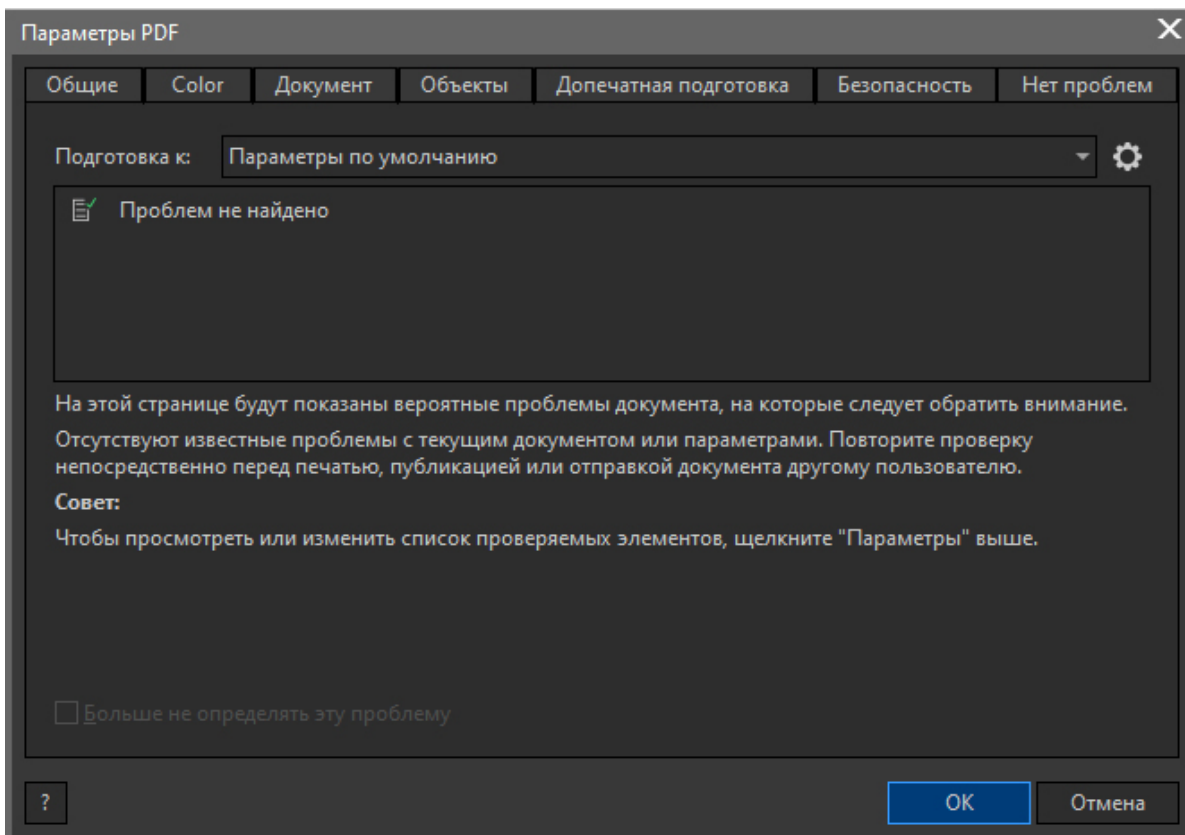 Параметры PDF
Общие Color Документ Объекты Допечатная подготовка Безопасность Нет проблем
Подготовка к: Параметры по умолчанию
Проблем не найдено
На этой странице будут показаны вероятные проблемы документа, на которые следует обратить внимание.
Отсутствуют известные проблемы с текущим документом или параметрами. Повторите проверку
непосредственно перед печатью, публикацией или отправкой документа другому пользователю.
Совет:
Чтобы просмотреть или изменить список проверяемых элементов, щелкните "Параметры" выше.
Больше не определять эту проблему
? ОК Отмена